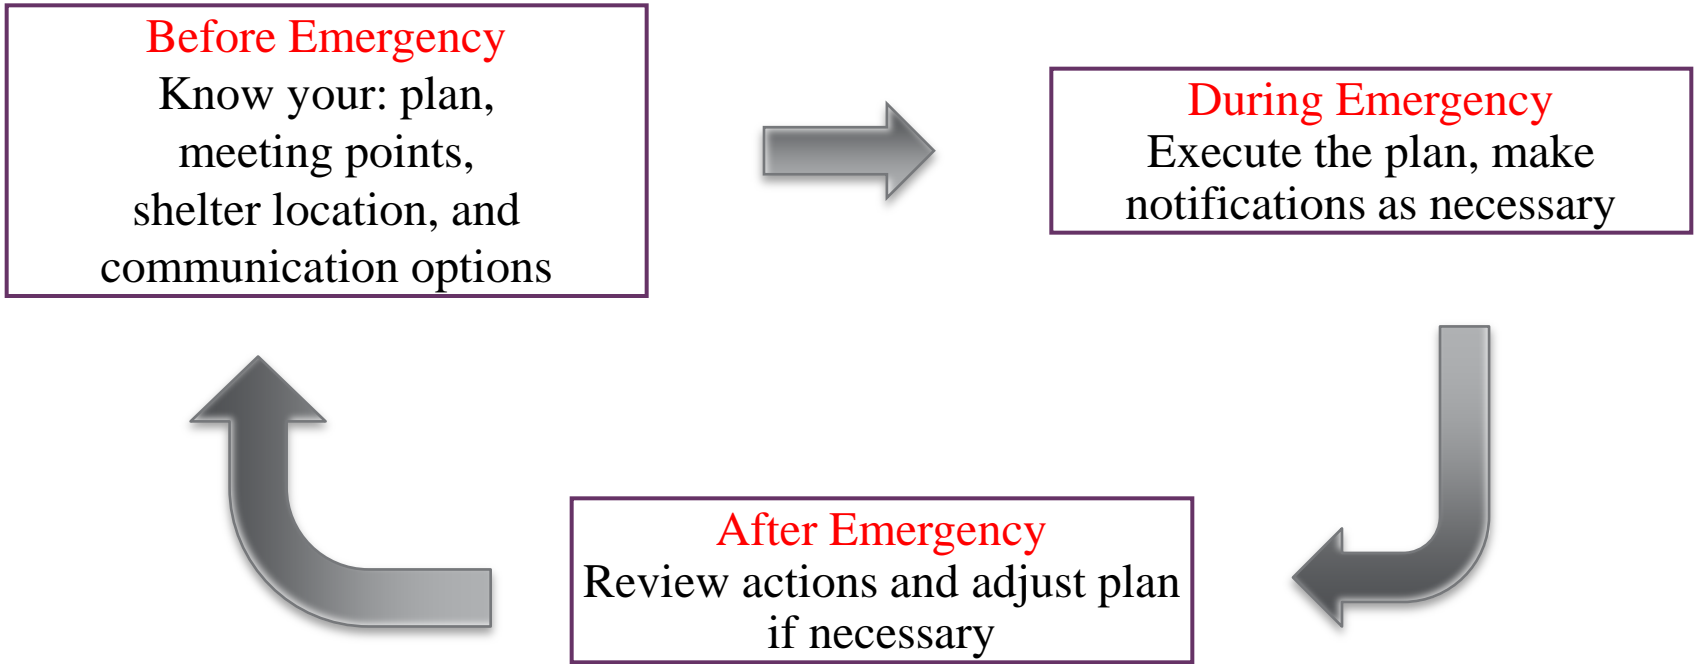 Before Emergency
Know your: plan,
meeting points,
shelter location, and
communication options
During Emergency
Execute the plan, make
notifications as necessary
After Emergency
Review actions and adjust plan
if necessary